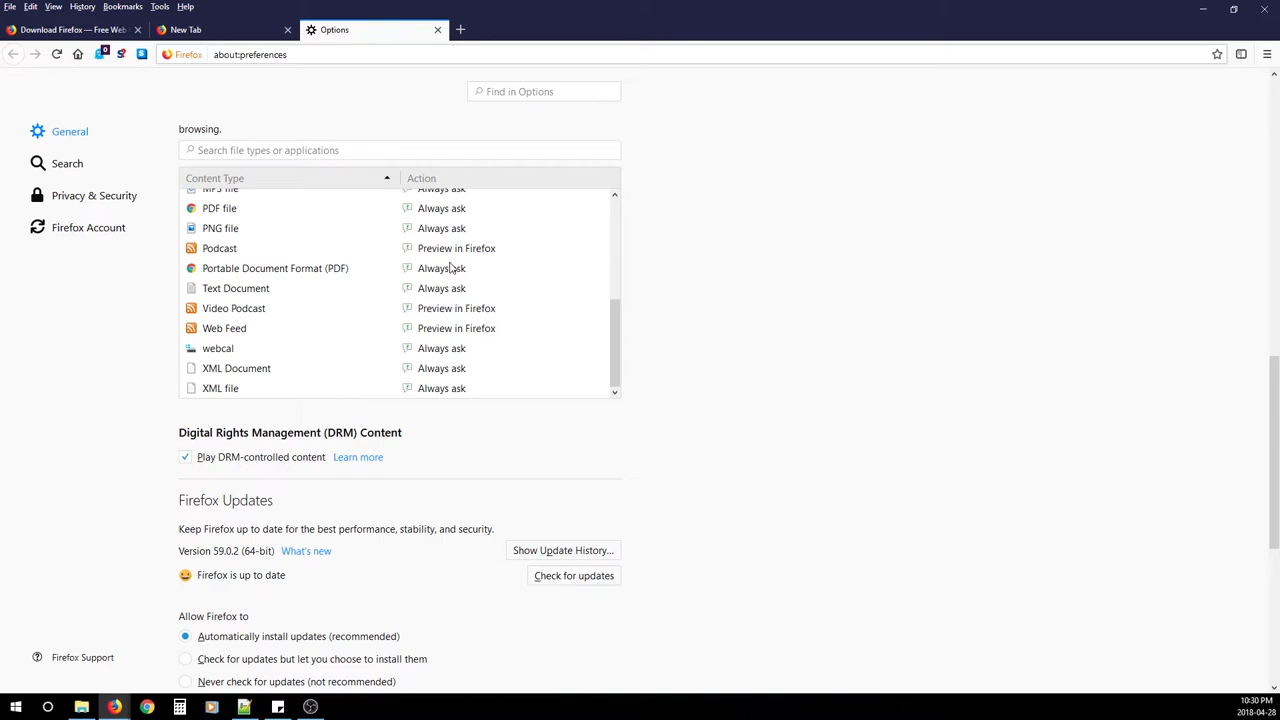 File Edit View History Bookmarks Tools Help
Download Firefox — Free Web
New Tab
Options
0
Firefox about:preferences
Find in Options
General
Search
Privacy & Security
Firefox Account
Firefox Support
browsing.
Search file types or applications
Content Type Action
MP3 file Always ask
PDF file Always ask
PNG file Always ask
Podcast Preview in Firefox
Portable Document Format (PDF) Always ask
Text Document Always ask
Video Podcast Preview in Firefox
Web Feed Preview in Firefox
webcal Always ask
XML Document Always ask
XML file Always ask
Digital Rights Management (DRM) Content
Play DRM-controlled content Learn more
Firefox Updates
Keep Firefox up to date for the best performance, stability, and security.
Version 59.0.2 (64-bit) What's new Show Update History...
Firefox is up to date Check for updates
Allow Firefox to
Automatically install updates (recommended)
Check for updates but let you choose to install them
Never check for updates (not recommended)
10:30 PM
2018-04-28